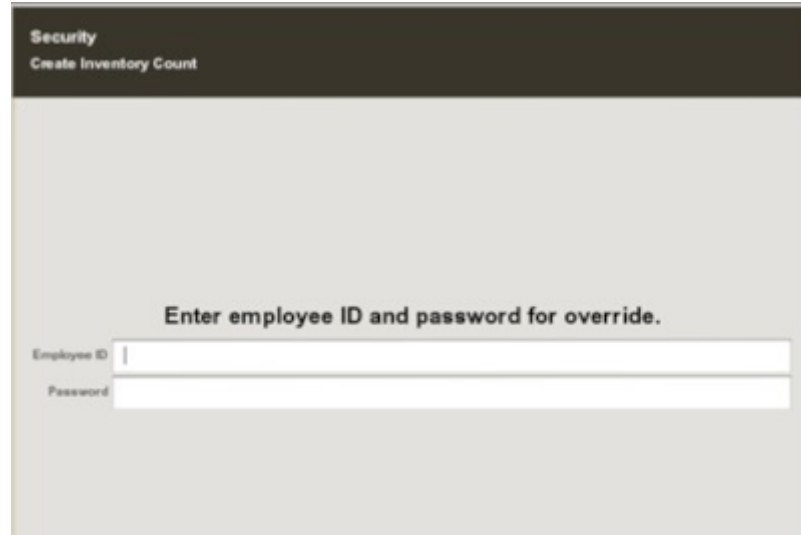 Security
Create Inventory Count
Enter employee ID and password for override.
Employee ID
Password